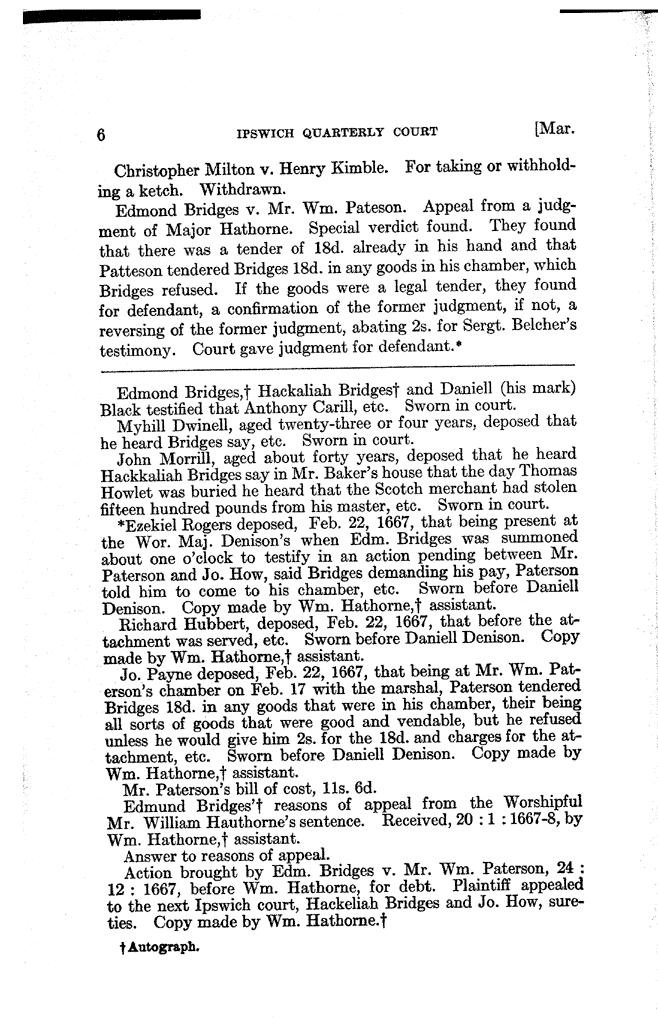 6 IPSWICH QUARTERLY COURT [Mar.
Christopher Milton v. Henry Kimble. For taking or withhold-
ing a ketch. Withdrawn.
Edmond Bridges v. Mr. Wm. Pateson. Appeal from a judg-
ment of Major Hathorne. Special verdict found. They found
that there was a tender of 18d. already in his hand and that
Patteson tendered Bridges 18d. in any goods in his chamber, which
Bridges refused. If the goods were a legal tender, they found
for defendant, a confirmation of the former judgment, if not, a
reversing of the former judgment, abating 2s. for Sergt. Belcher's
testimony. Court gave judgment for defendant.*
Edmond Bridges,† Hackaliah Bridges† and Daniell (his mark)
Black testified that Anthony Carill, etc. Sworn in court.
Myhill Dwinell, aged twenty-three or four years, deposed that
he heard Bridges say, etc. Sworn in court.
John Morrill, aged about forty years, deposed that he heard
Hackkaliah Bridges say in Mr. Baker's house that the day Thomas
Howlet was buried he heard that the Scotch merchant had stolen
fifteen hundred pounds from his master, etc. Sworn in court.
*Ezekiel Rogers deposed, Feb. 22, 1667, that being present at
the Wor. Maj. Denison's when Edm. Bridges was summoned
about one o'clock to testify in an action pending between Mr.
Paterson and Jo. How, said Bridges demanding his pay, Paterson
told him to come to his chamber, etc. Sworn before Daniell
Denison. Copy made by Wm. Hathorne,† assistant.
Richard Hubbert, deposed, Feb. 22, 1667, that before the at-
tachment was served, etc. Sworn before Daniell Denison. Copy
made by Wm. Hathorne,† assistant.
Jo. Payne deposed, Feb. 22, 1667, that being at Mr. Wm. Pat-
erson's chamber on Feb. 17 with the marshal, Paterson tendered
Bridges 18d. in any goods that were in his chamber, their being
all sorts of goods that were good and vendable, but he refused
unless he would give him 2s. for the 18d. and charges for the at-
tachment, etc. Sworn before Daniell Denison. Copy made by
Wm. Hathorne,† assistant.
Mr. Paterson's bill of cost, 11s. 6d.
Edmund Bridges'† reasons of appeal from the Worshipful
Mr. William Hauthorne's sentence. Received, 20 : 1 : 1667-8, by
Wm. Hathorne,† assistant.
Answer to reasons of appeal.
Action brought by Edm. Bridges v. Mr. Wm. Paterson, 24 :
12 : 1667, before Wm. Hathorne, for debt. Plaintiff appealed
to the next Ipswich court, Hackeliah Bridges and Jo. How, sure-
ties. Copy made by Wm. Hathorne.†
†Autograph.